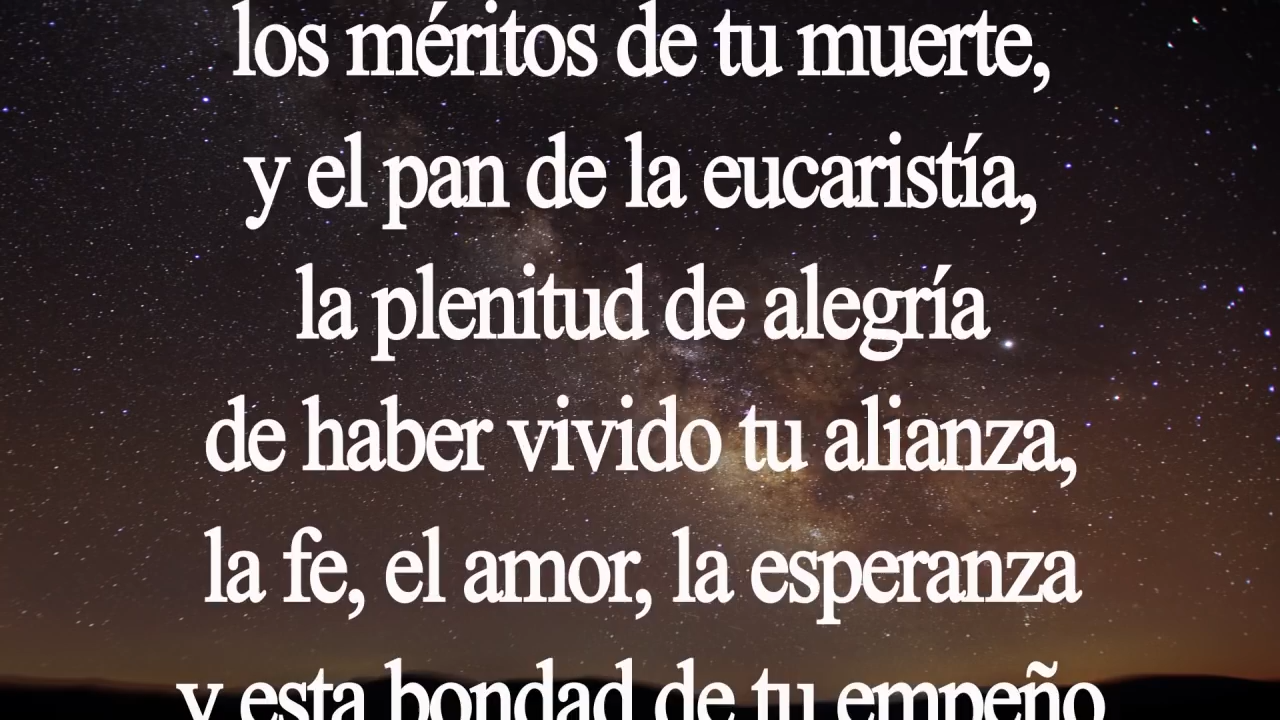 los méritos de tu muerte,
y el pan de la eucaristía,
la plenitud de alegría
de haber vivido tu alianza,
la fe, el amor, la esperanza
y esta bondad de tu empeño